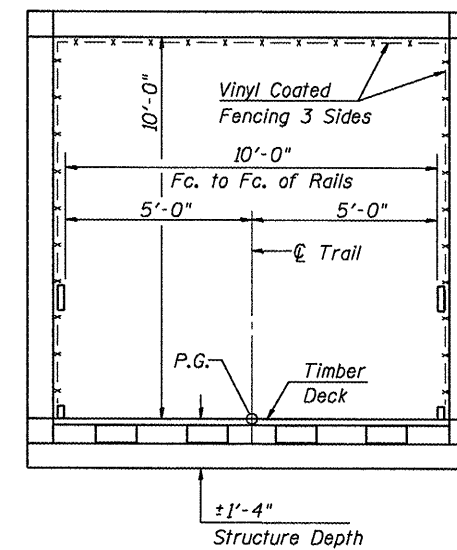 10'-0"
Vinyl Coated
Fencing 3 Sides
10'-0"
Fc. to Fc. of Rails
5'-0"
5'-0"
℄ Trail
P.G.
Timber
Deck
±1'-4"
Structure Depth